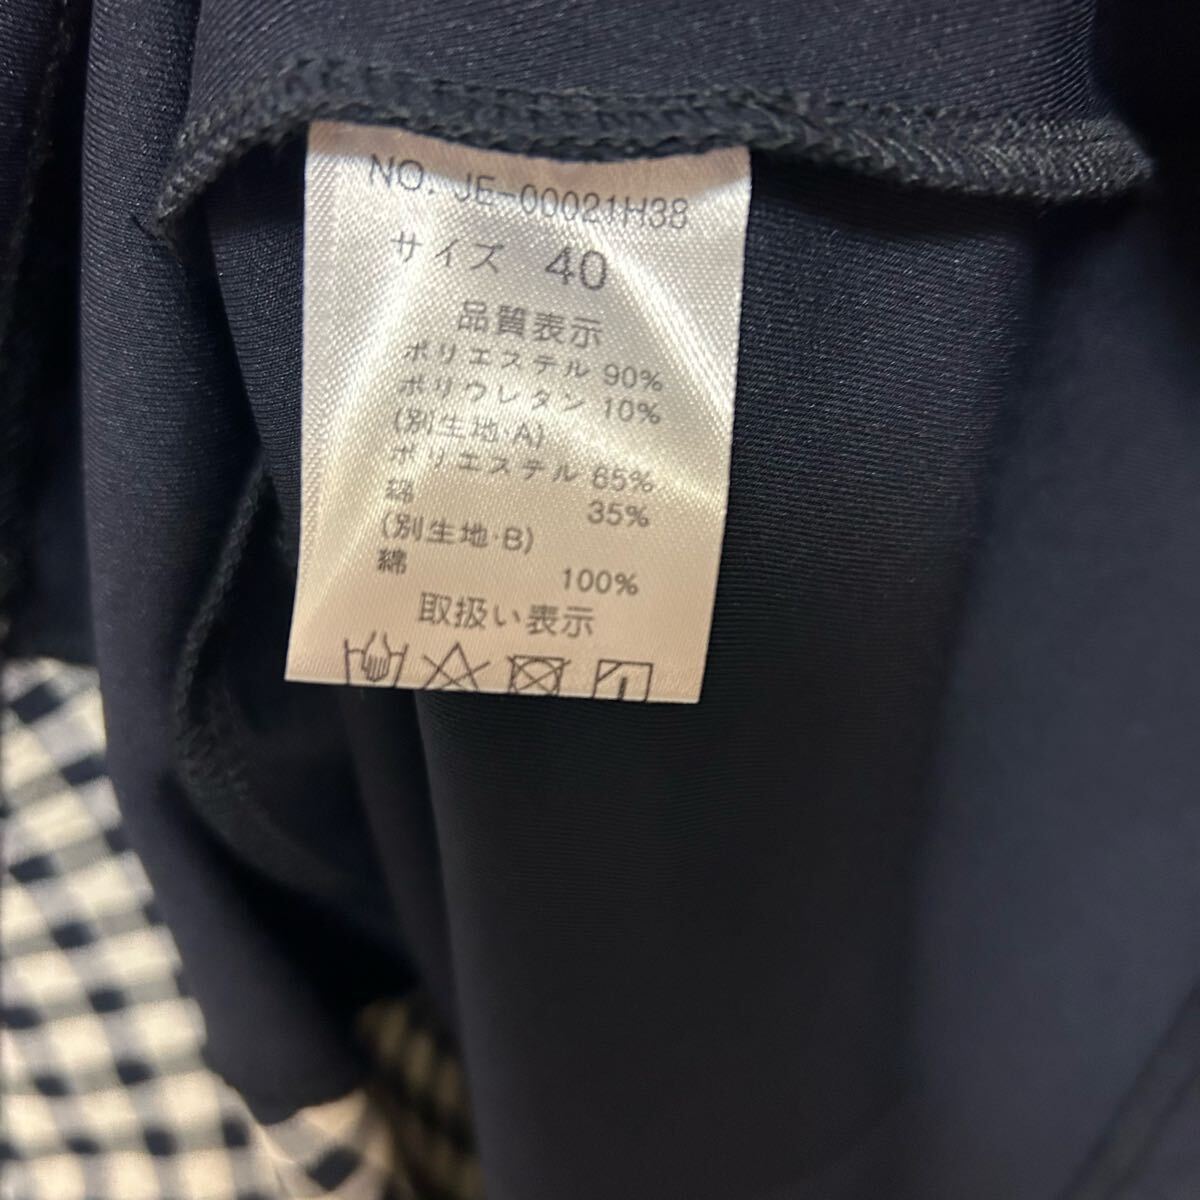 NO. JE-00021H38
サイズ 40
品質表示
ポリエステル 90%
ポリウレタン 10%
(別生地・A)
ポリエステル 65%
綿 35%
(別生地・B)
綿 100%
取扱い表示